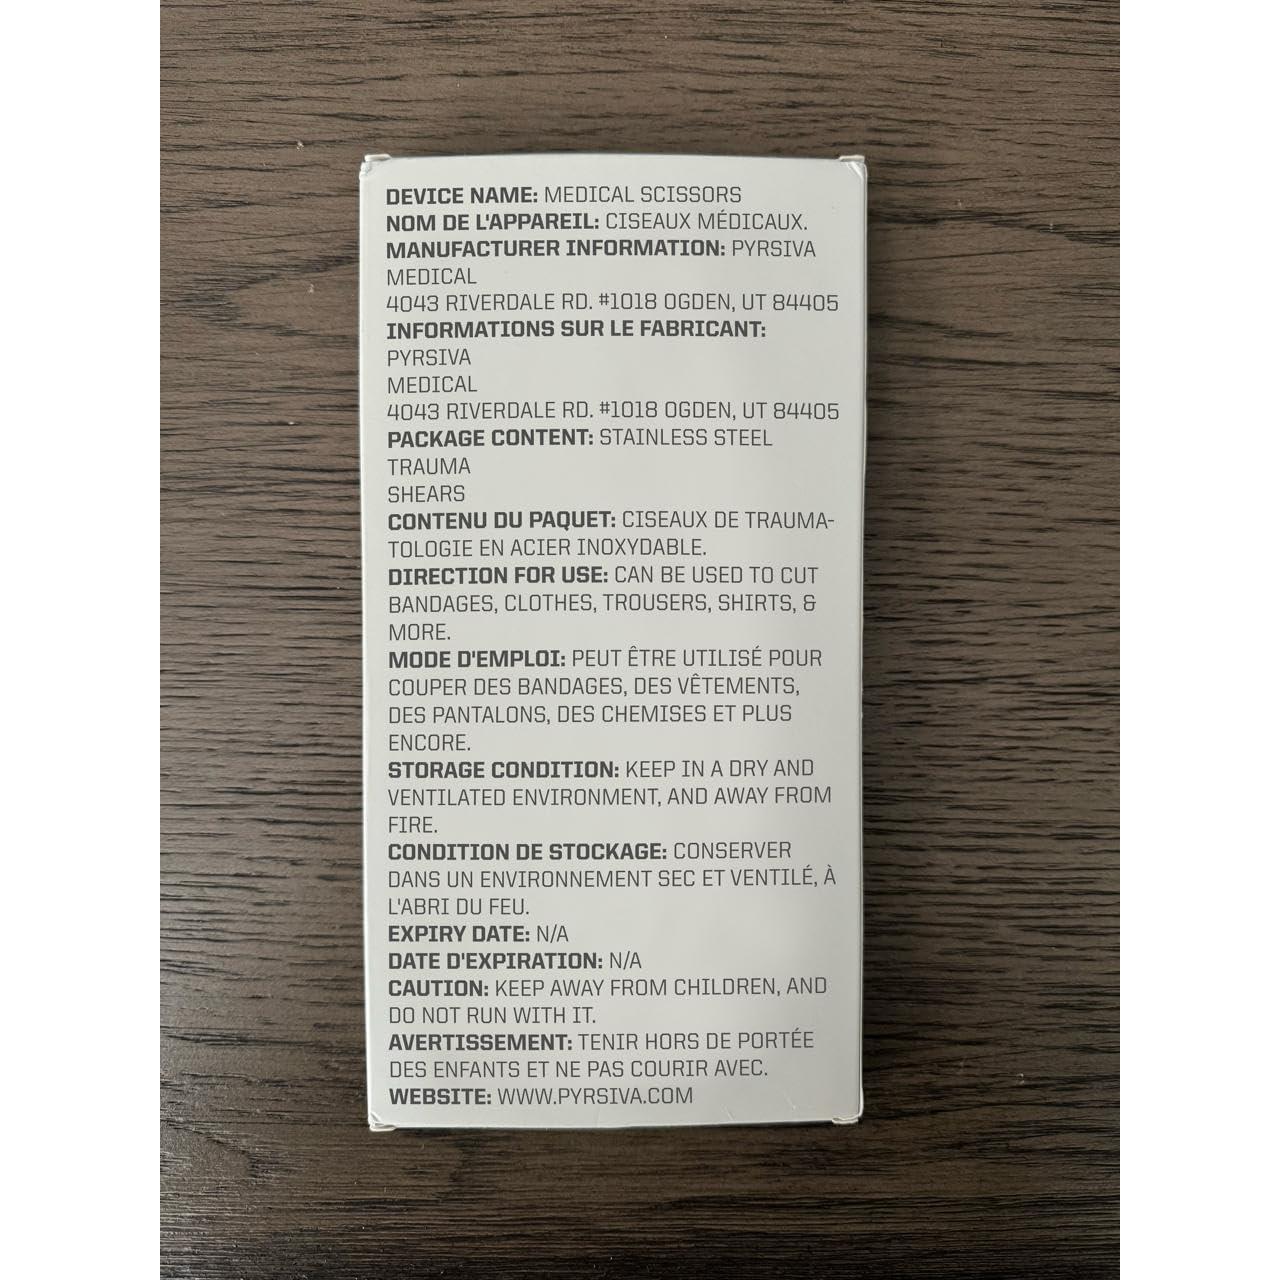 DEVICE NAME: MEDICAL SCISSORS
NOM DE L'APPAREIL: CISEAUX MÉDICAUX.
MANUFACTURER INFORMATION: PYRSIVA
MEDICAL
4043 RIVERDALE RD. #1018 OGDEN, UT 84405
INFORMATIONS SUR LE FABRICANT:
PYRSIVA
MEDICAL
4043 RIVERDALE RD. #1018 OGDEN, UT 84405
PACKAGE CONTENT: STAINLESS STEEL
TRAUMA
SHEARS
CONTENU DU PAQUET: CISEAUX DE TRAUMA-
TOLOGIE EN ACIER INOXYDABLE.
DIRECTION FOR USE: CAN BE USED TO CUT
BANDAGES, CLOTHES, TROUSERS, SHIRTS, &
MORE.
MODE D'EMPLOI: PEUT ÊTRE UTILISÉ POUR
COUPER DES BANDAGES, DES VÊTEMENTS,
DES PANTALONS, DES CHEMISES ET PLUS
ENCORE.
STORAGE CONDITION: KEEP IN A DRY AND
VENTILATED ENVIRONMENT, AND AWAY FROM
FIRE.
CONDITION DE STOCKAGE: CONSERVER
DANS UN ENVIRONNEMENT SEC ET VENTILÉ, À
L'ABRI DU FEU.
EXPIRY DATE: N/A
DATE D'EXPIRATION: N/A
CAUTION: KEEP AWAY FROM CHILDREN, AND
DO NOT RUN WITH IT.
AVERTISSEMENT: TENIR HORS DE PORTÉE
DES ENFANTS ET NE PAS COURIR AVEC.
WEBSITE: WWW.PYRSIVA.COM